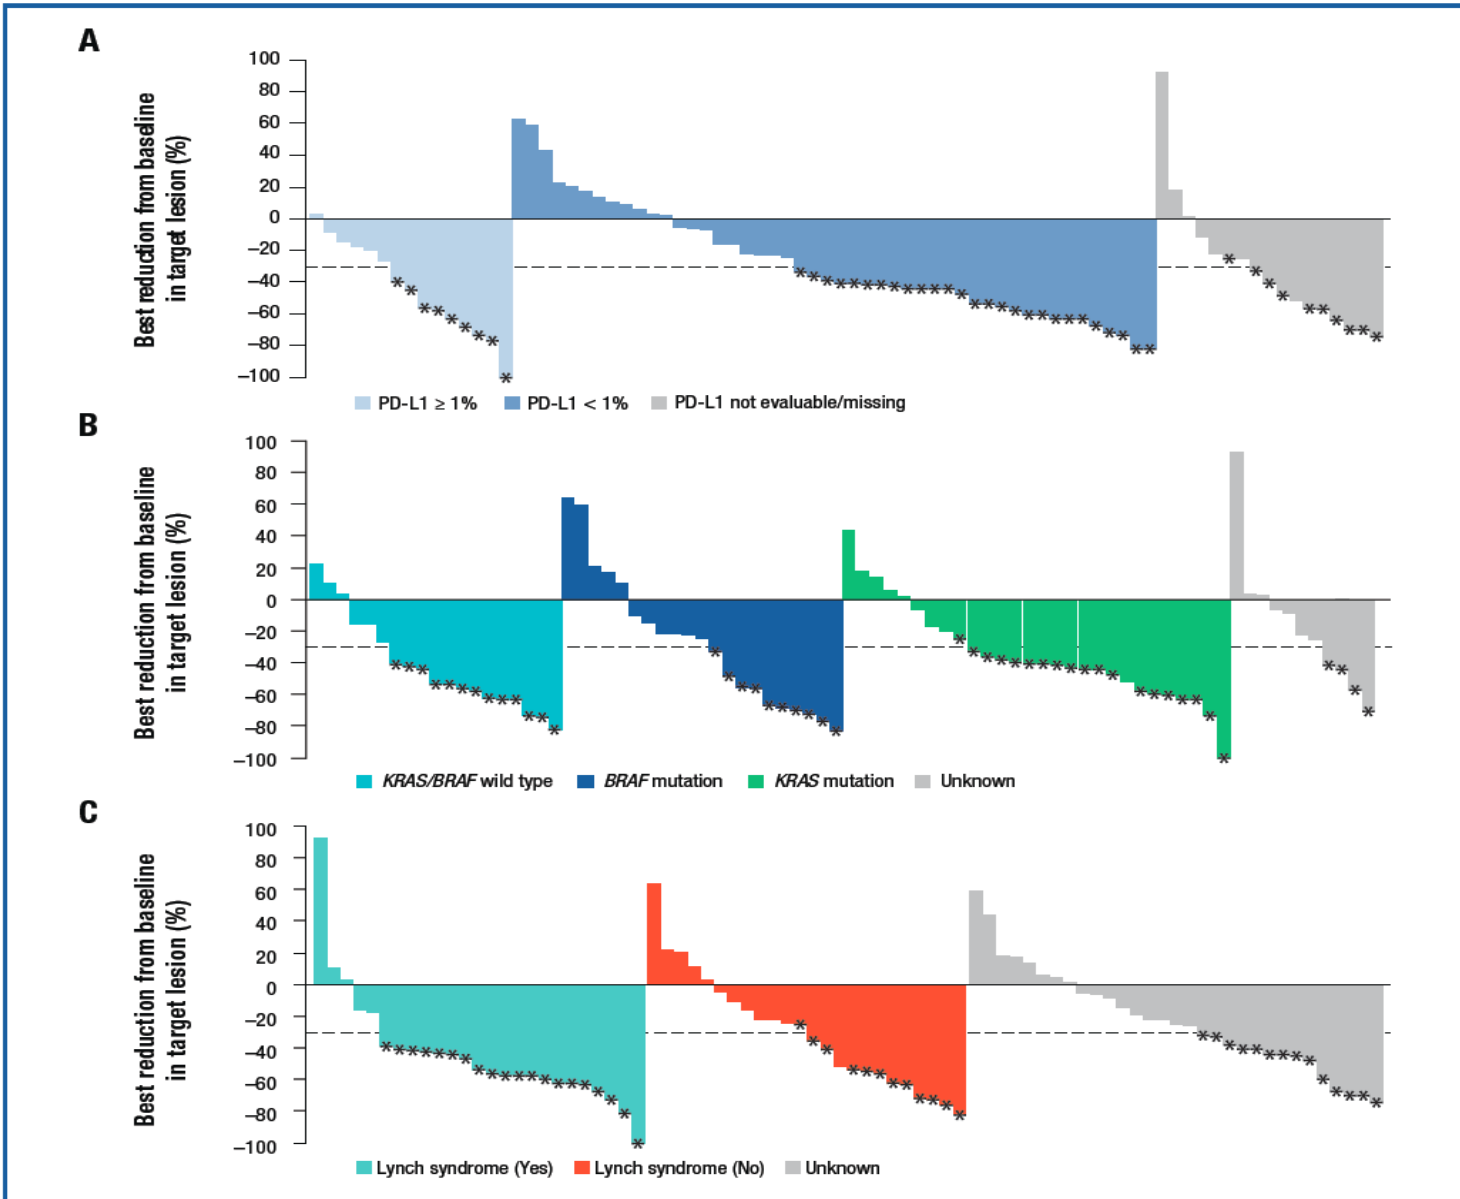 A
Best reduction from baseline
in target lesion (%)
100
80
60
40
20
0
−20
−40
−60
−80
−100
* * * * * * * * * * * * * * * * * * * * * * * * * * * * * * * * * * * * * * * * * * * * *
PD-L1 ≥ 1% PD-L1 < 1% PD-L1 not evaluable/missing
B
Best reduction from baseline
in target lesion (%)
100
80
60
40
20
0
−20
−40
−60
−80
−100
KRAS/BRAF wild type BRAF mutation KRAS mutation Unknown
C
Best reduction from baseline
in target lesion (%)
100
80
60
40
20
0
−20
−40
−60
−80
−100
Lynch syndrome (Yes) Lynch syndrome (No) Unknown